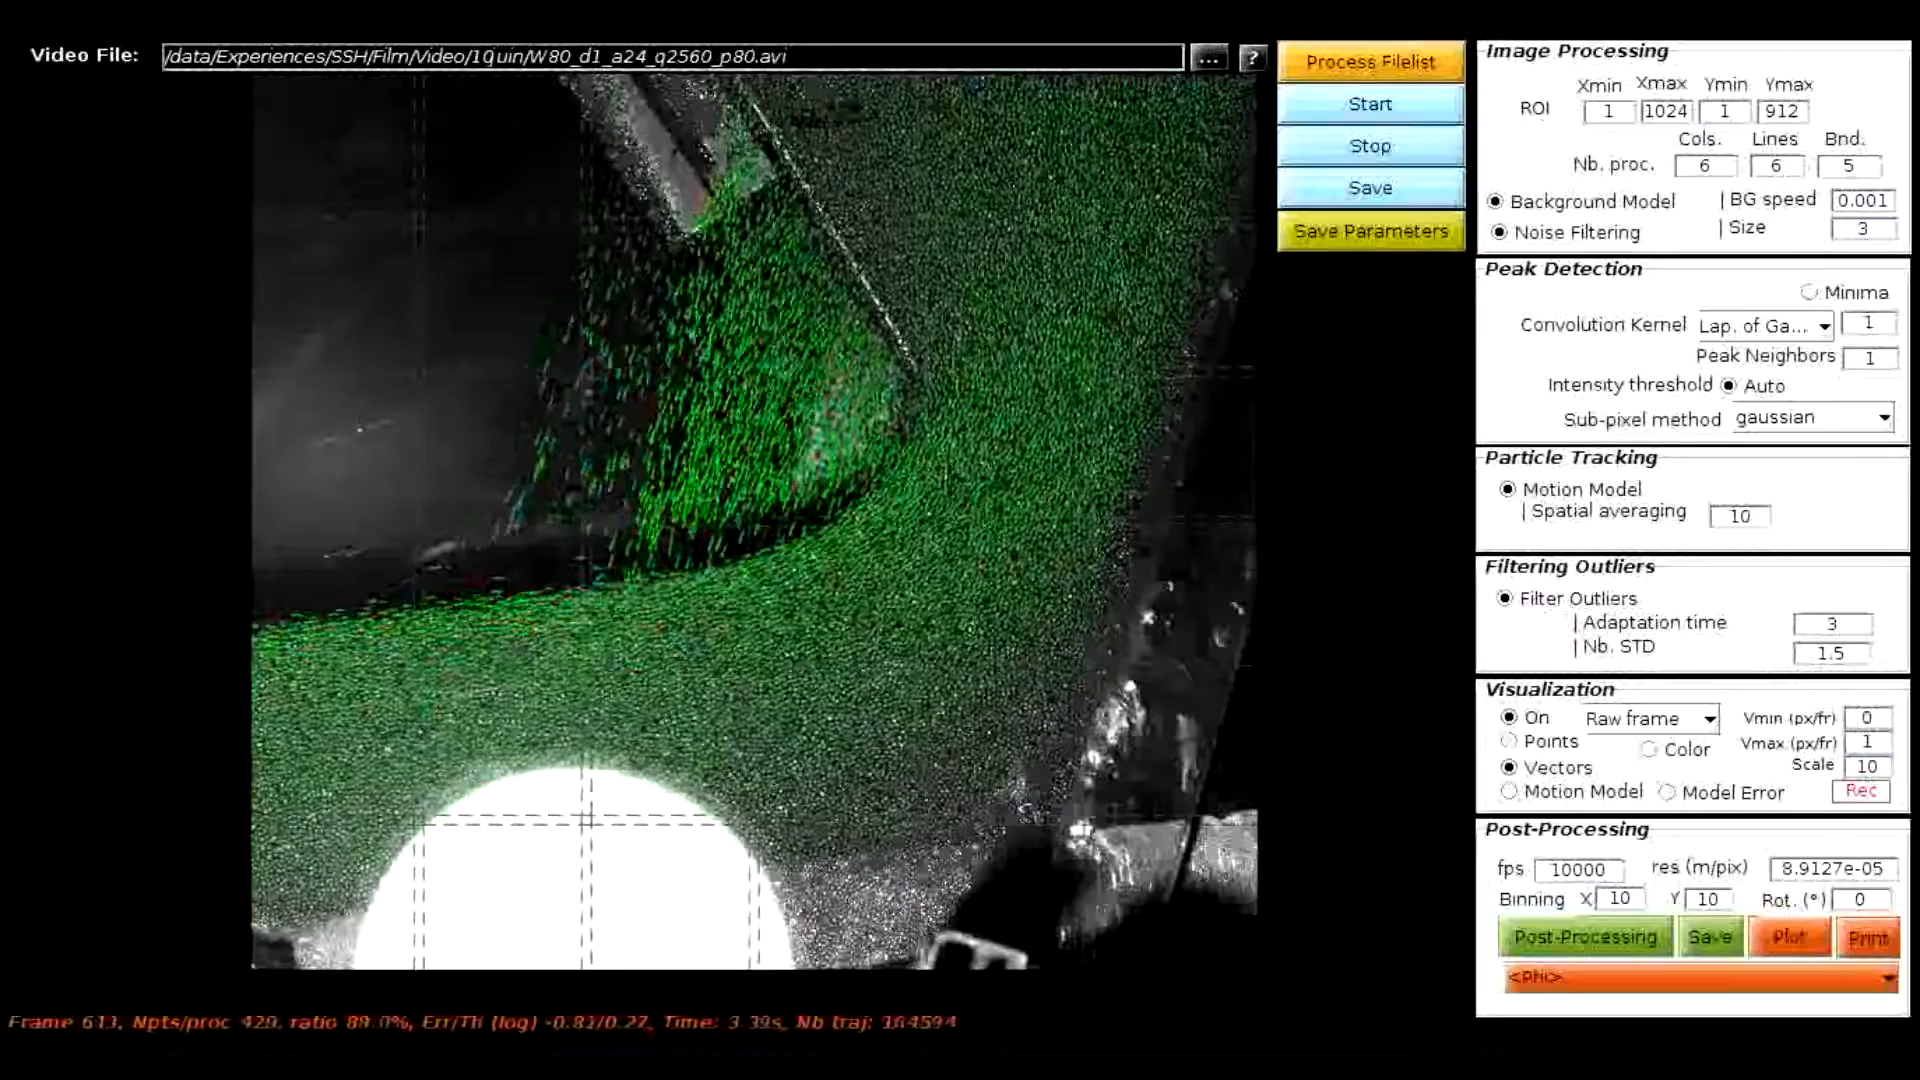 Video File: /data/Experiences/SSH/Film/Video/10juin/W80_d1_a24_q2560_p80.avi ... ?
Process Filelist
Start
Stop
Save
Save Parameters
Image Processing
Xmin Xmax Ymin Ymax
ROI 1 1024 1 912
Cols. Lines Bnd.
Nb. proc. 6 6 5
Background Model | BG speed 0.001
Noise Filtering | Size 3
Peak Detection
Minima
Convolution Kernel Lap. of Ga... 1
Peak Neighbors 1
Intensity threshold Auto
Sub-pixel method gaussian
Particle Tracking
Motion Model
| Spatial averaging 10
Filtering Outliers
Filter Outliers
| Adaptation time 3
| Nb. STD 1.5
Visualization
On Raw frame Vmin (px/fr) 0
Points Color Vmax (px/fr) 1
Vectors Scale 10
Motion Model Model Error Rec
Post-Processing
fps 10000 res (m/pix) 8.9127e-05
Binning X 10 Y 10 Rot. (°) 0
Post-Processing Save Plot Print
<Phi>
Frame 613, Npts/proc 429, ratio 89.0%, Err/Th (log) Time: 3.39s, Nb traj: